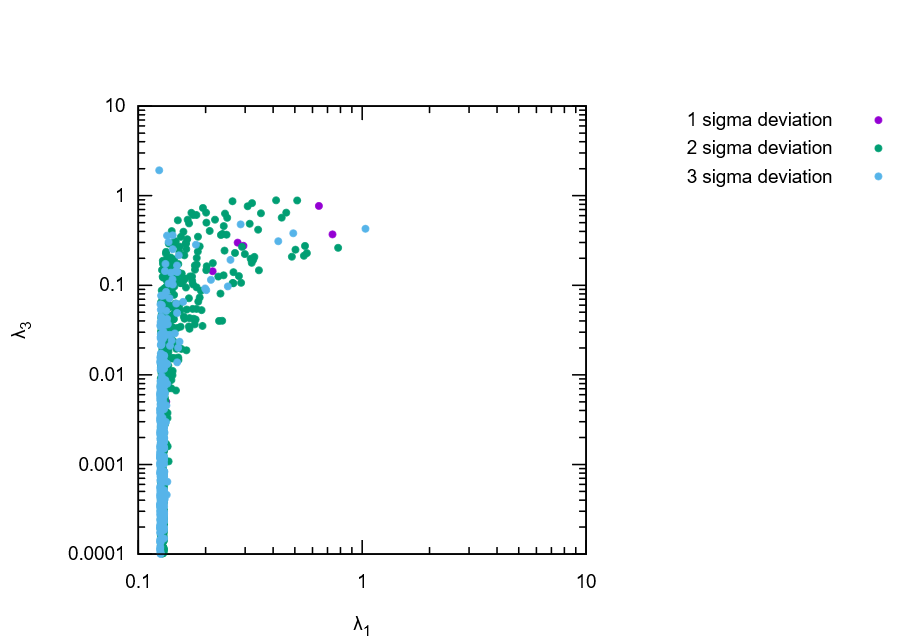 1 sigma deviation
2 sigma deviation
3 sigma deviation
10
1
0.1
0.01
0.001
0.0001
0.1 1 10
λ3
λ1